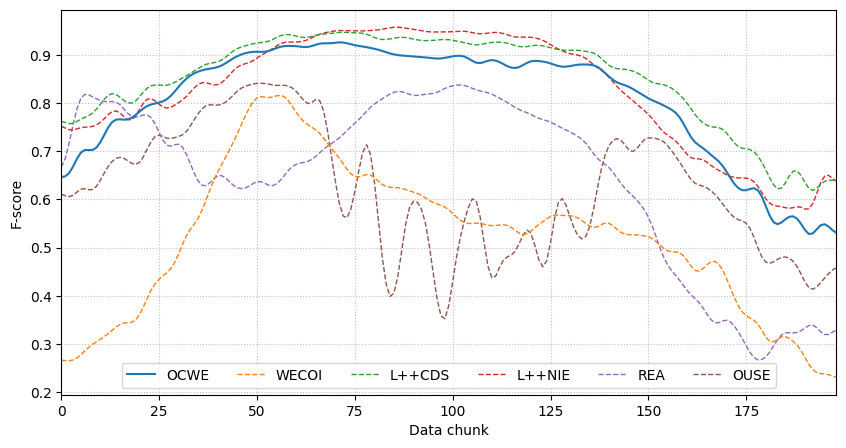 F-score
0.9
0.8
0.7
0.6
0.5
0.4
0.3
0.2
OCWE WECOI L++CDS L++NIE REA OUSE
0 25 50 75 100 125 150 175
Data chunk